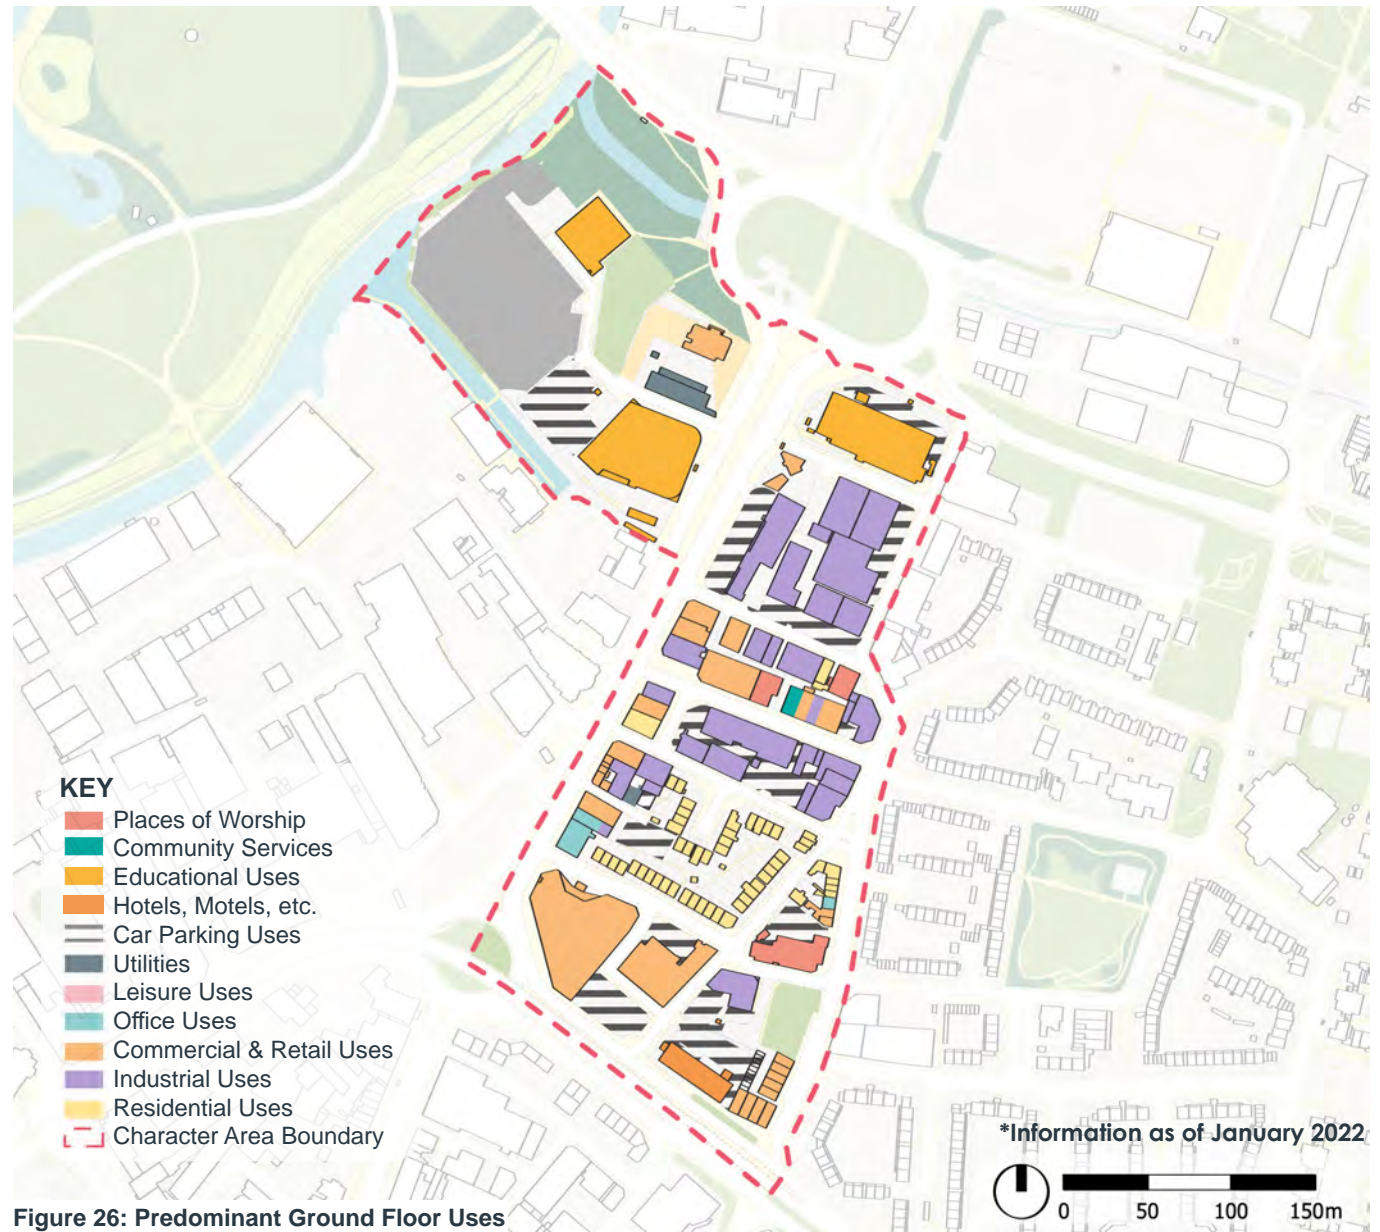 KEY
Places of Worship
Community Services
Educational Uses
Hotels, Motels, etc.
Car Parking Uses
Utilities
Leisure Uses
Office Uses
Commercial & Retail Uses
Industrial Uses
Residential Uses
Character Area Boundary
*Information as of January 2022
0 50 100 150m
Figure 26: Predominant Ground Floor Uses